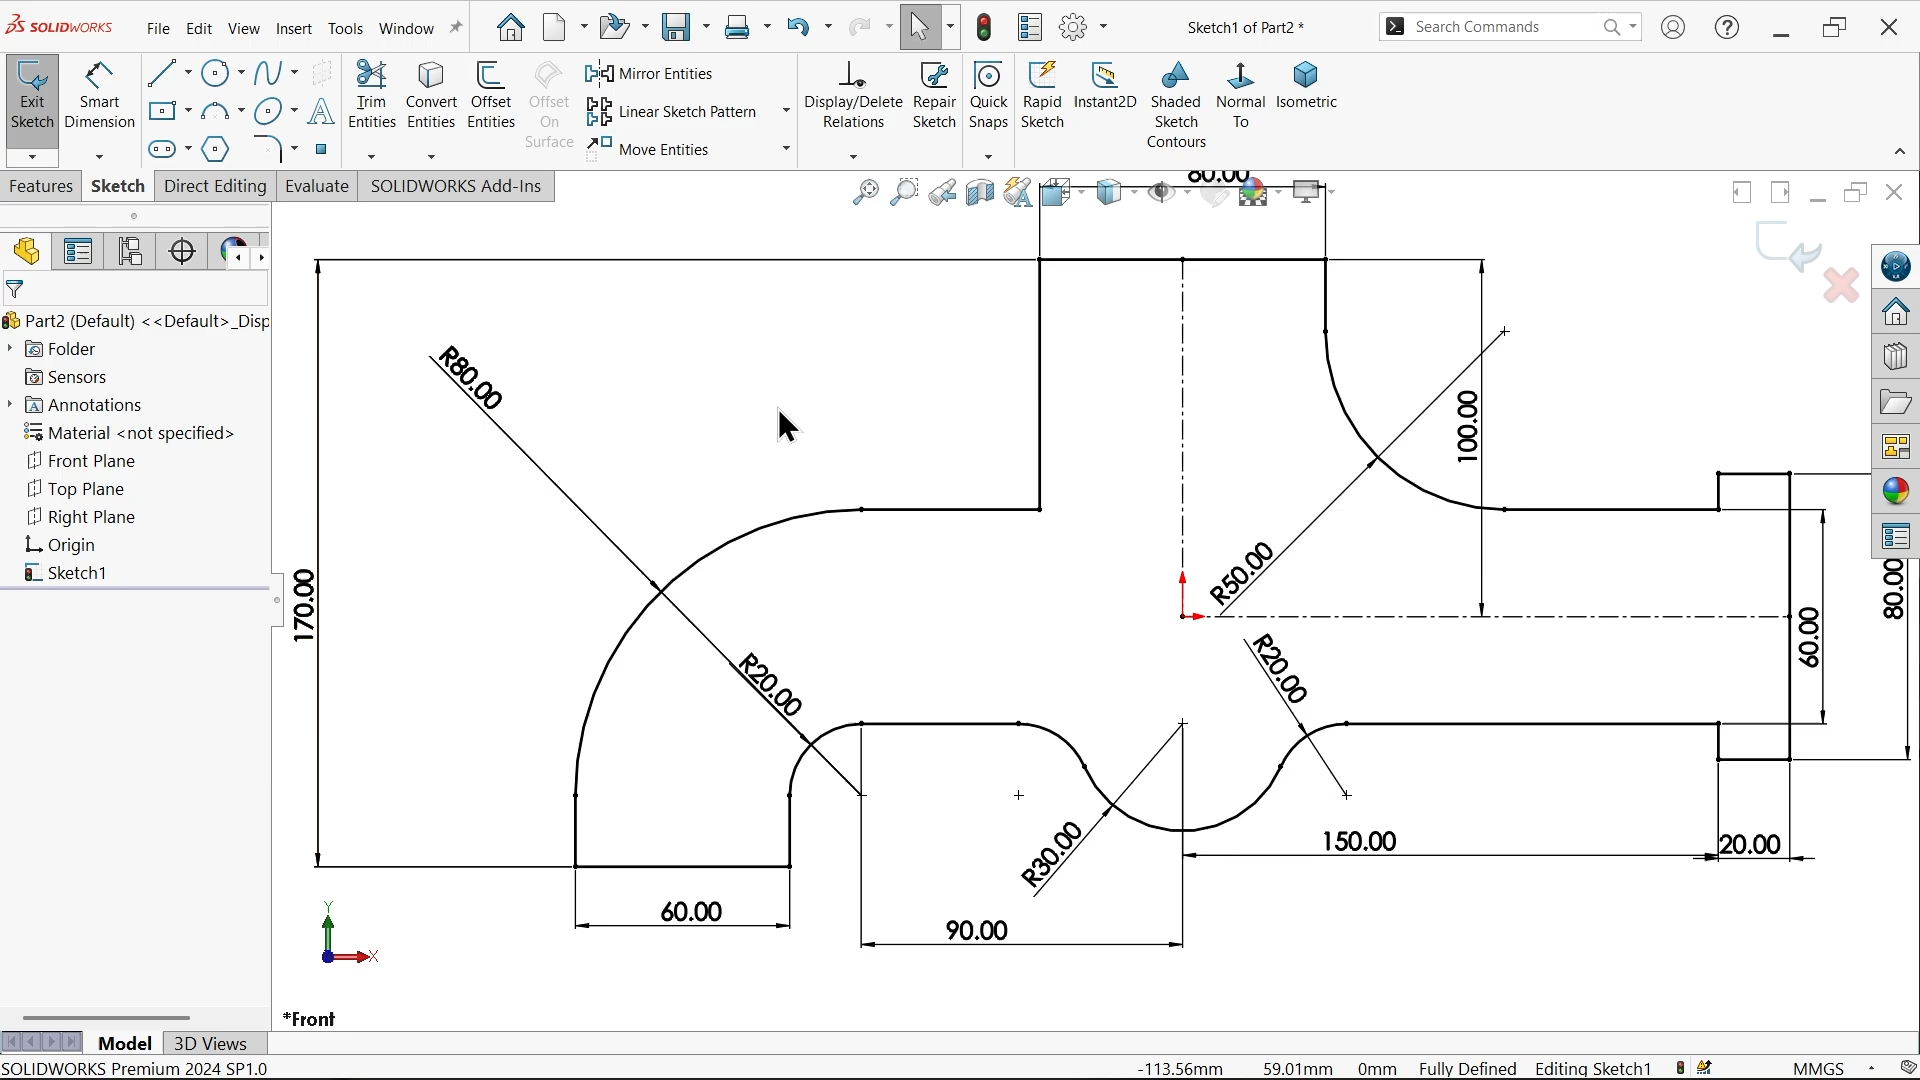 SOLIDWORKS
File Edit View Insert Tools Window
Sketch1 of Part2 *
Search Commands
Exit Sketch
Smart Dimension
Trim Entities
Convert Entities
Offset Entities
Offset On Surface
Mirror Entities
Linear Sketch Pattern
Move Entities
Display/Delete Relations
Repair Sketch
Quick Snaps
Rapid Sketch
Instant2D
Shaded Sketch Contours
Normal To
Isometric
Features Sketch Direct Editing Evaluate SOLIDWORKS Add-Ins
Part2 (Default) <<Default>_Disp
Folder
Sensors
Annotations
Material <not specified>
Front Plane
Top Plane
Right Plane
Origin
Sketch1
80.00
R80.00
100.00
170.00
R50.00
R20.00
R20.00
60.00
80.00
R30.00
150.00
20.00
60.00
90.00
Y
X
*Front
Model 3D Views
SOLIDWORKS Premium 2024 SP1.0
-113.56mm 59.01mm 0mm Fully Defined Editing Sketch1 MMGS